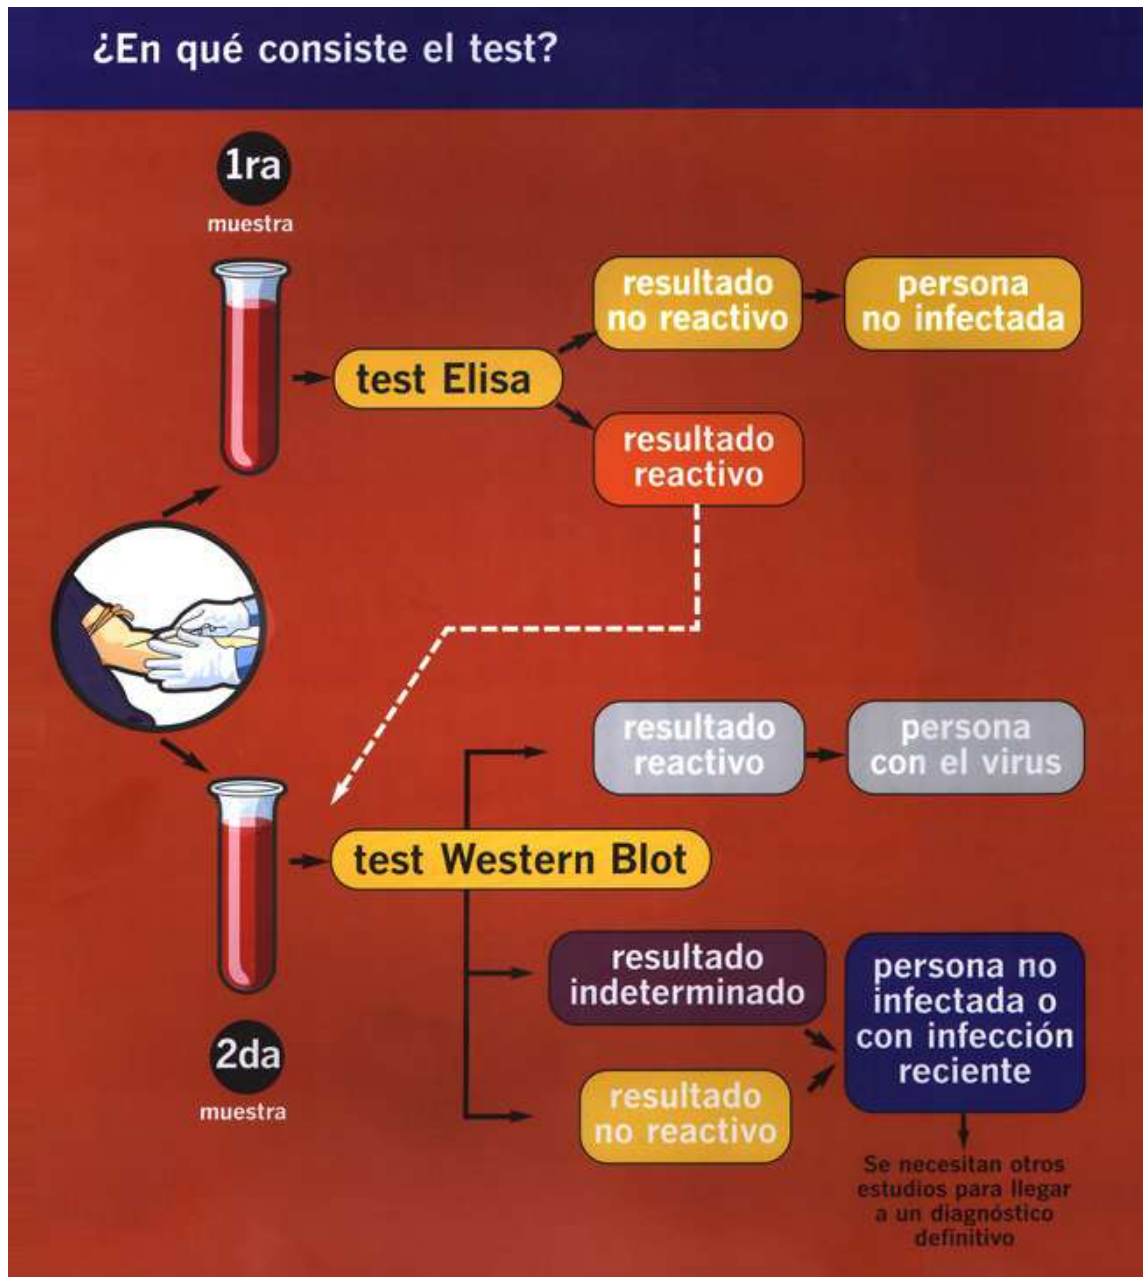 ¿En qué consiste el test?
1ra
muestra
resultado
no reactivo
persona
no infectada
test Elisa
resultado
reactivo
resultado
reactivo
persona
con el virus
test Western Blot
resultado
indeterminado
persona no
infectada o
con infección
reciente
2da
muestra
resultado
no reactivo
Se necesitan otros
estudios para llegar
a un diagnóstico
definitivo